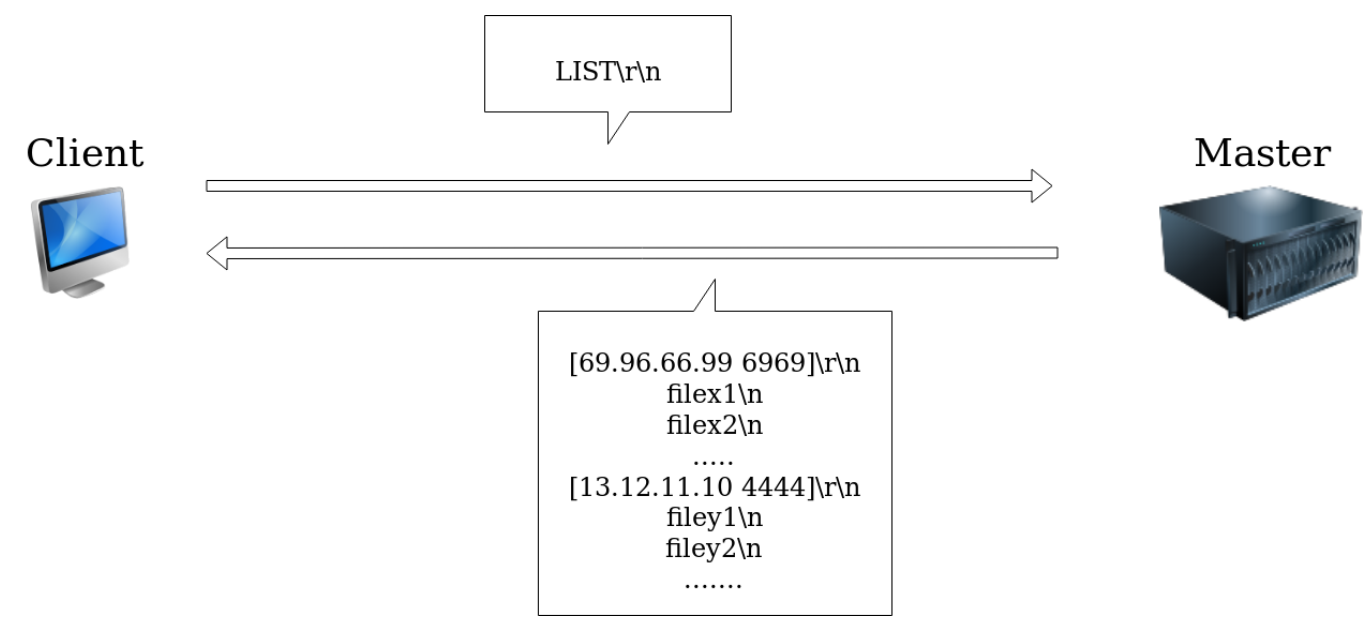 LIST\r\n
Client
Master
[69.96.66.99 6969]\r\n
filex1\n
filex2\n
.....
[13.12.11.10 4444]\r\n
filey1\n
filey2\n
.......